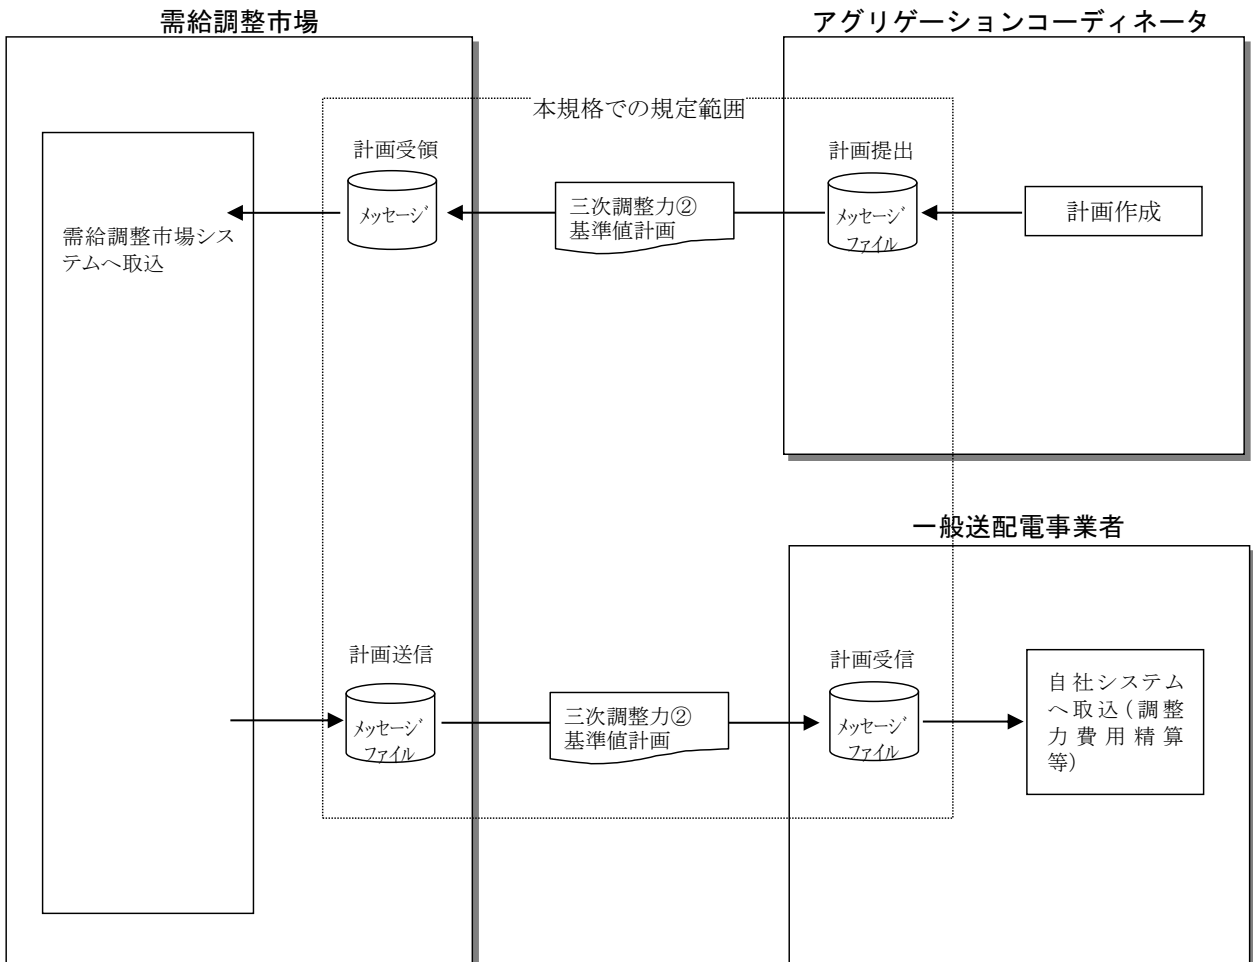 需給調整市場
アグリゲーションコーディネータ
本規格での規定範囲
計画受領
メッセージ
三次調整力②
基準値計画
計画提出
メッセージ
ファイル
計画作成
需給調整市場シス
テムへ取込
一般送配電事業者
計画送信
メッセージ
ファイル
三次調整力②
基準値計画
計画受信
メッセージ
ファイル
自社システム
へ取込(調整
力費用精算
等)